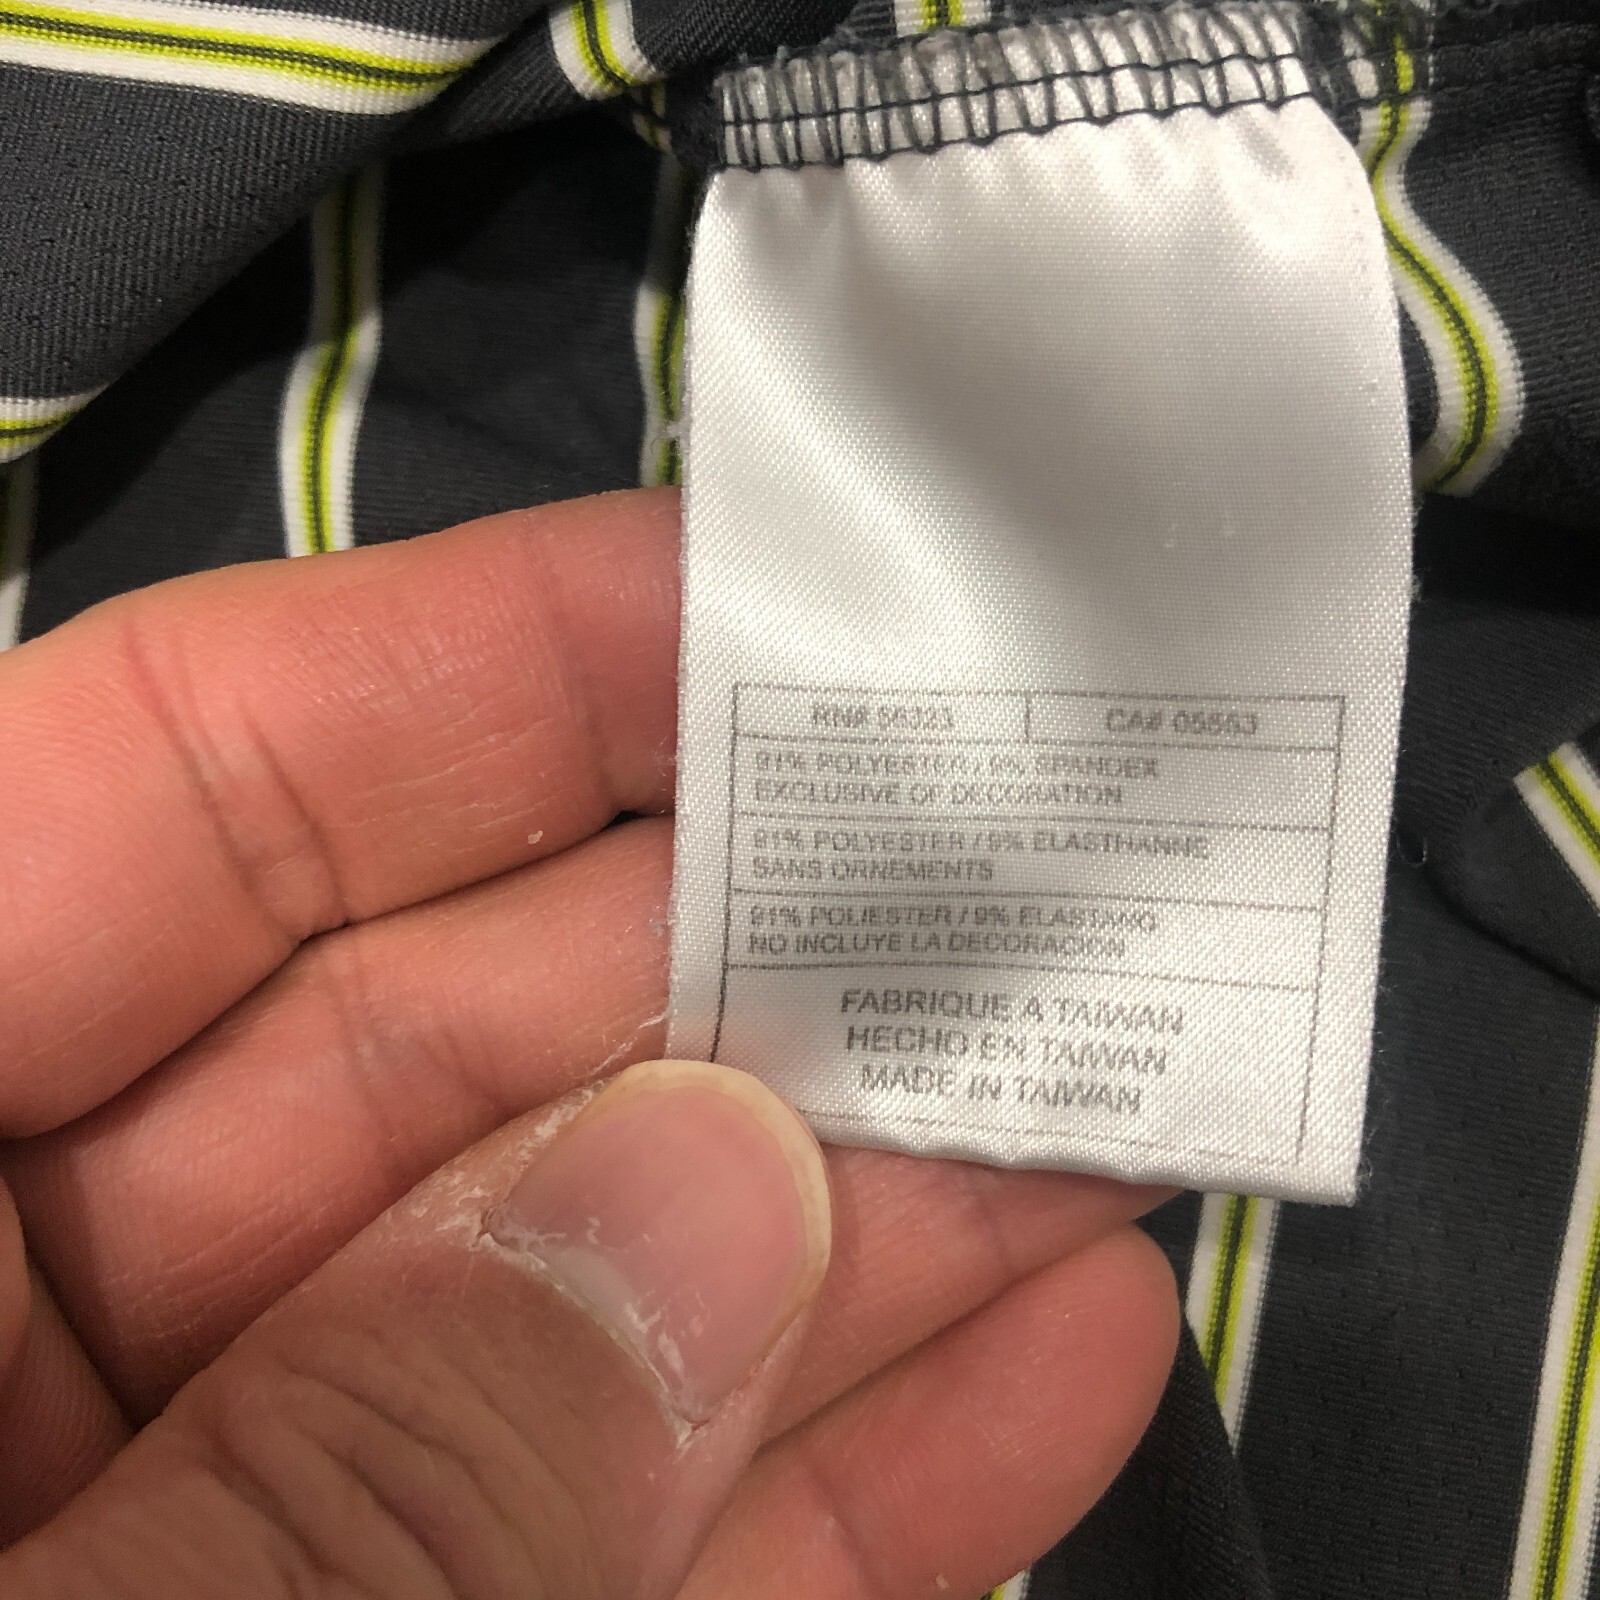 RN# 56323 CA# 05553
91% POLYESTER / 9% SPANDEX
EXCLUSIVE OF DECORATION
91% POLYESTER / 9% ELASTHANNE
SANS ORNEMENTS
91% POLIESTER / 9% ELASTANO
NO INCLUYE LA DECORACION
FABRIQUE A TAIWAN
HECHO EN TAIWAN
MADE IN TAIWAN